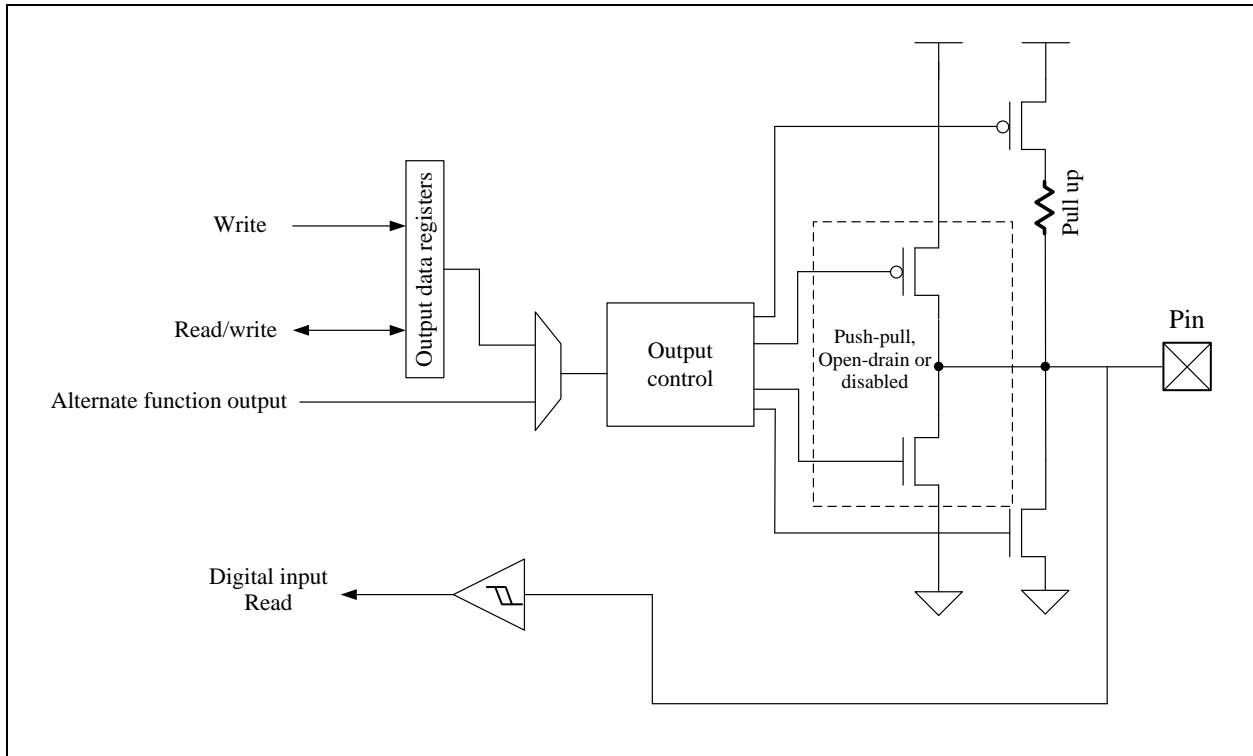 Write
Read/write
Alternate function output
Output data registers
Output
control
Push-pull,
Open-drain or
disabled
Pull up
Pin
Digital input
Read